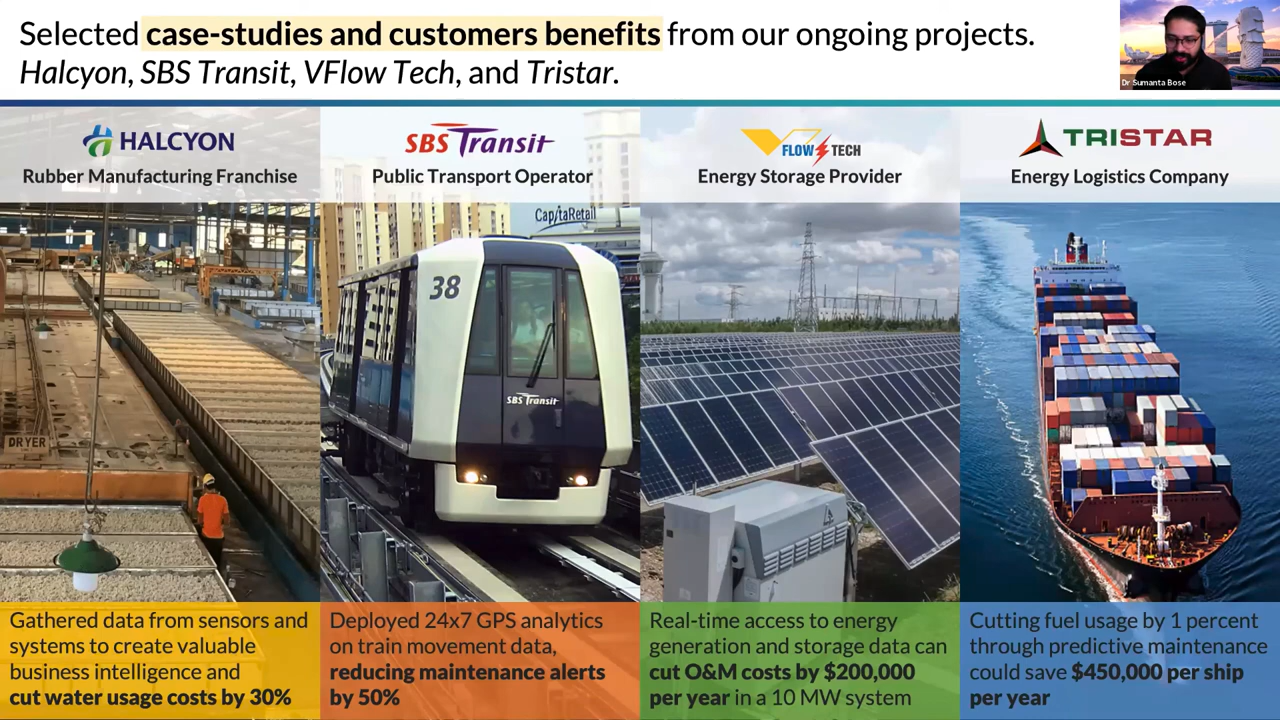 Selected case-studies and customers benefits from our ongoing projects.
Halcyon, SBS Transit, VFlow Tech, and Tristar.
Dr Sumanta Bose
HALCYON
Rubber Manufacturing Franchise
SBS Transit
Public Transport Operator
FLOW TECH
Energy Storage Provider
TRISTAR
Energy Logistics Company
CapitaRetail
38
SBS Transit
DRYER
Gathered data from sensors and
systems to create valuable
business intelligence and
cut water usage costs by 30%
Deployed 24x7 GPS analytics
on train movement data,
reducing maintenance alerts
by 50%
Real-time access to energy
generation and storage data can
cut O&M costs by $200,000
per year in a 10 MW system
Cutting fuel usage by 1 percent
through predictive maintenance
could save $450,000 per ship
per year